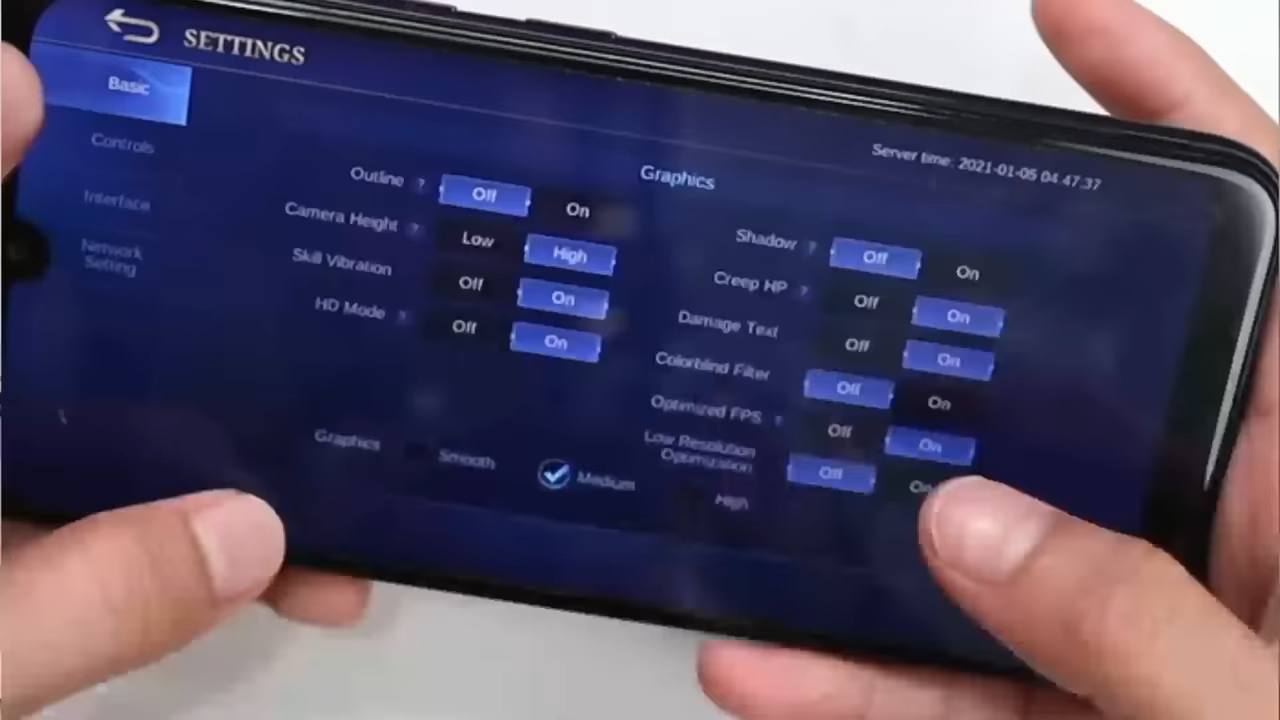 SETTINGS
Basic
Controls
Interface
Network
Setting
Server time: 2021-01-05 04:47:37
Graphics
Outline ? Off On
Camera Height ? Low High
Skill Vibration Off On
HD Mode ? Off On
Shadow ? Off On
Creep HP ? Off On
Damage Text Off On
Colorblind Filter Off On
Optimized FPS ? Off On
Low Resolution
Optimization Off On
Graphics Smooth Medium High